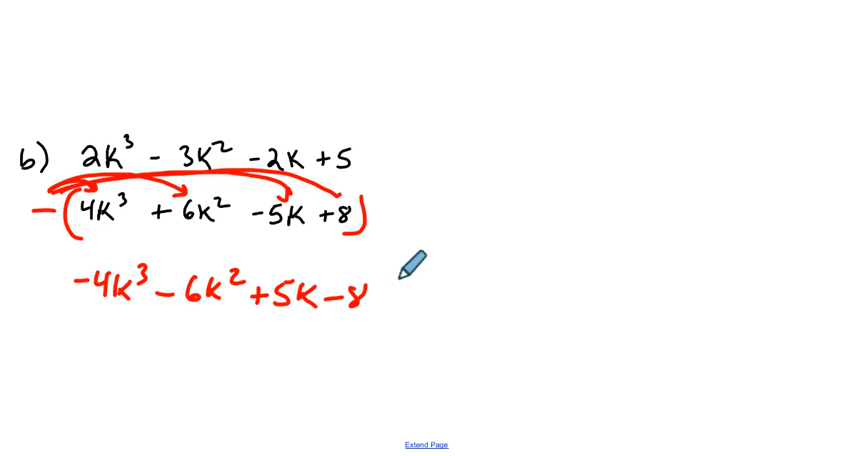 b) 2K³ - 3K² - 2K + 5
- (4K³ + 6K² - 5K + 8)
-4K³ - 6K² + 5K - 8
Extend Page